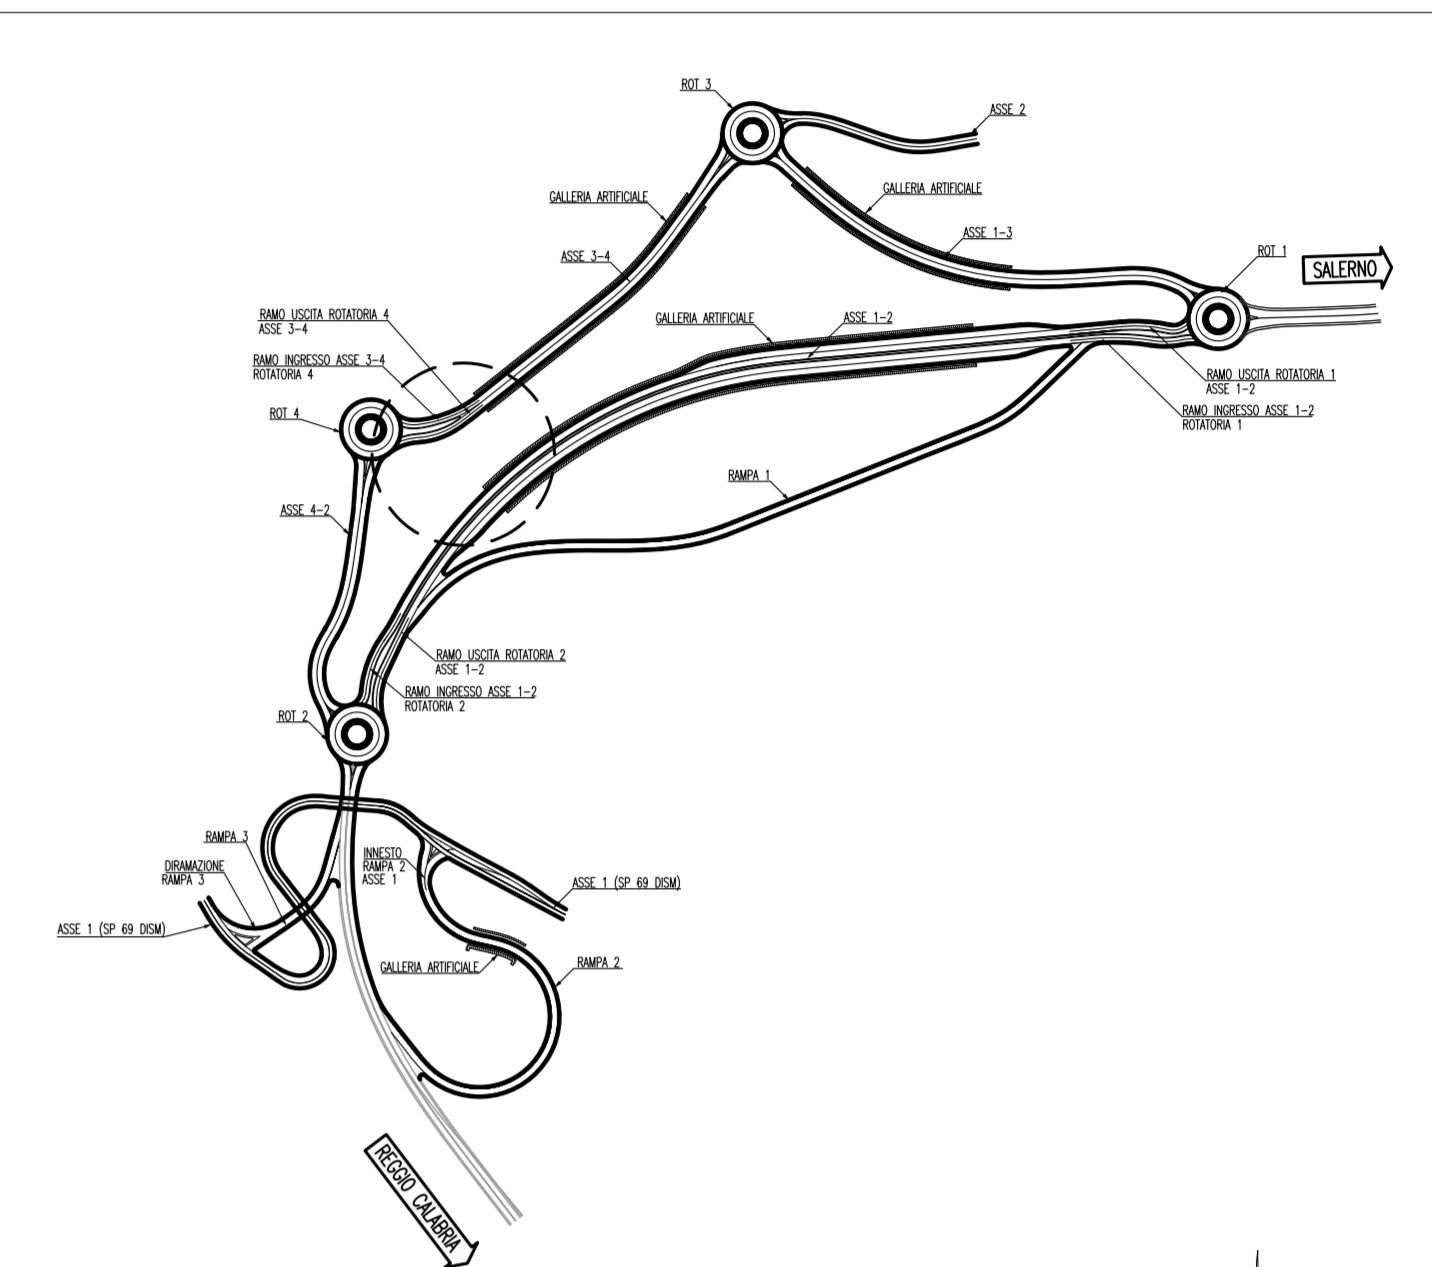 ROT 3
ASSE 2
GALLERIA ARTIFICIALE
GALLERIA ARTIFICIALE
ASSE 1-3
ROT 1
SALERNO
ASSE 3-4
RAMO USCITA ROTATORIA 4
ASSE 3-4
GALLERIA ARTIFICIALE
ASSE 1-2
RAMO INGRESSO ASSE 3-4
ROTATORIA 4
RAMO USCITA ROTATORIA 1
ASSE 1-2
ROT 4
RAMO INGRESSO ASSE 1-2
ROTATORIA 1
RAMPA 1
ASSE 4-2
RAMO USCITA ROTATORIA 2
ASSE 1-2
RAMO INGRESSO ASSE 1-2
ROTATORIA 2
ROT 2
RAMPA 3
DIRAMAZIONE
RAMPA 3
INNESTO
RAMPA 2
ASSE 1
ASSE 1 (SP 69 DISM)
ASSE 1 (SP 69 DISM)
GALLERIA ARTIFICIALE
RAMPA 2
REGGIO CALABRIA